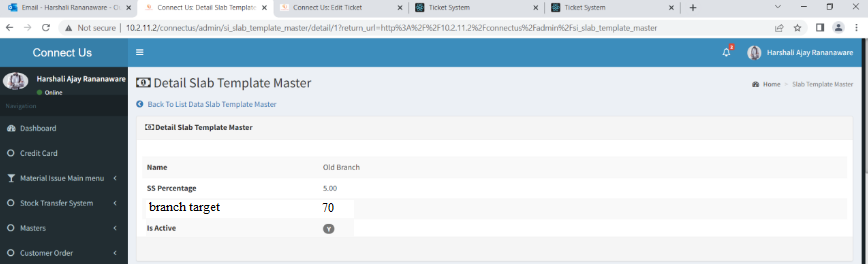 Email - Harshali Rananaware - O
Connect Us: Detail Slab Template
Connect Us: Edit Ticket
Ticket System
Ticket System
Not secure | 10.2.11.2/connectus/admin/si_slab_template_master/detail/1?return_url=http%3A%2F%2F10.2.11.2%2Fconnectus%2Fadmin%2Fsi_slab_template_master
Connect Us
Harshali Ajay Rananaware
Harshali Ajay Rananaware
Online
Detail Slab Template Master
Home > Slab Template Master
Navigation
Back To List Data Slab Template Master
Dashboard
Detail Slab Template Master
Credit Card
Name Old Branch
Material Issue Main menu
SS Percentage 5.00
Stock Transfer System
branch target 70
Masters
Is Active Y
Customer Order